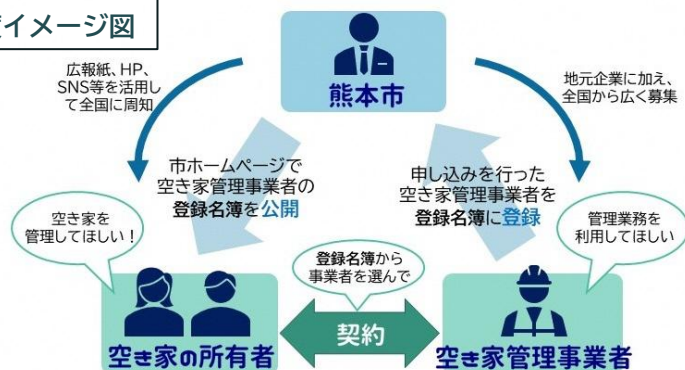 イメージ図
熊本市
広報紙、HP、
SNS等を活用し
て全国に周知
地元企業に加え、
全国から広く募集
市ホームページで
空き家管理事業者の
登録名簿を公開
申し込みを行った
空き家管理事業者を
登録名簿に登録
空き家を
管理してほしい！
管理業務を
利用してほしい
登録名簿から
事業者を選んで
契約
空き家の所有者
空き家管理事業者